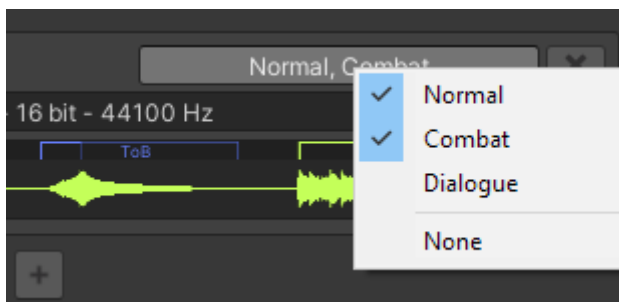 Normal, Combat
Normal
- 16 bit - 44100 Hz
Combat
ToB
Dialogue
None